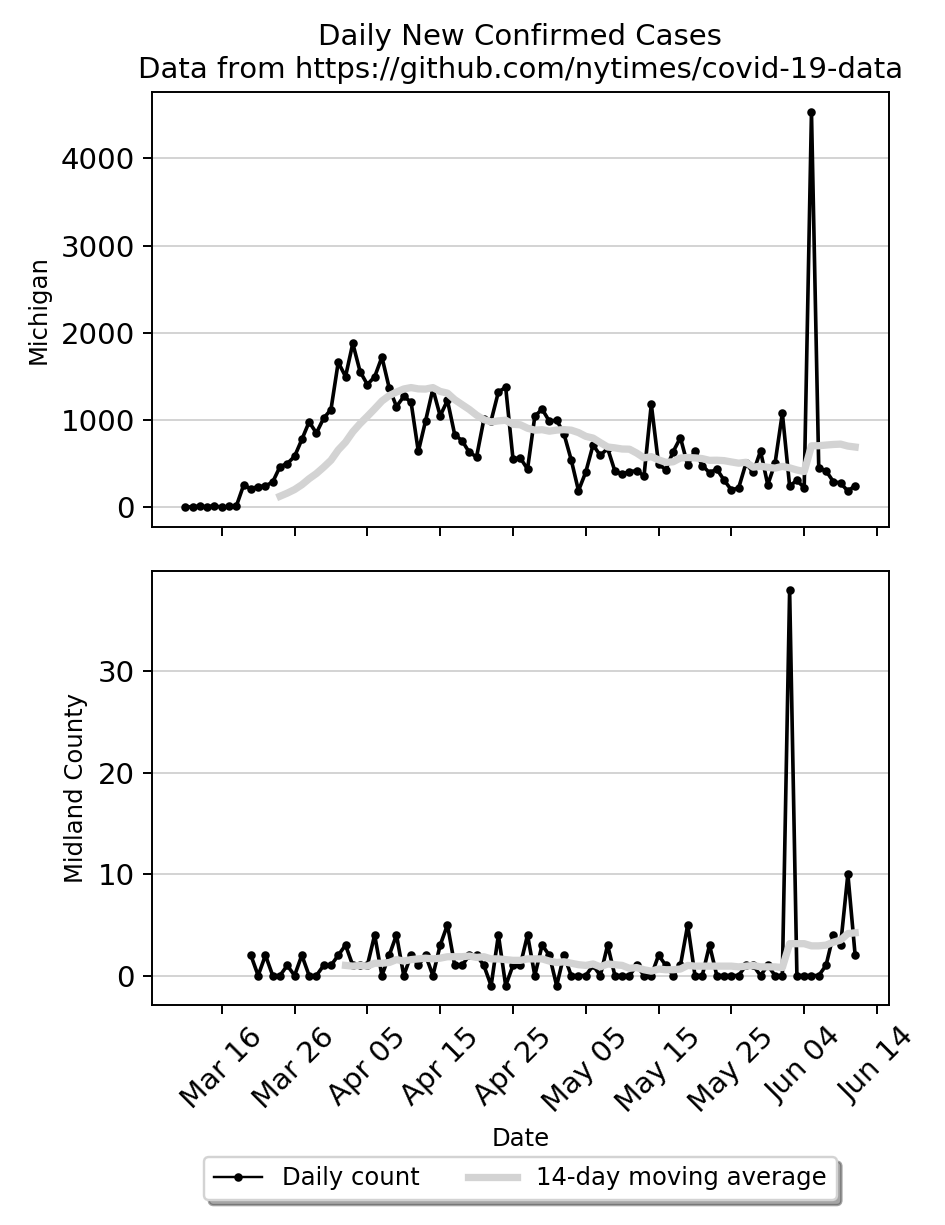 Daily New Confirmed Cases
Data from https://github.com/nytimes/covid-19-data
Michigan
4000
3000
2000
1000
0
Midland County
30
20
10
0
Mar 16
Mar 26
Apr 05
Apr 15
Apr 25
May 05
May 15
May 25
Jun 04
Jun 14
Date
Daily count
14-day moving average